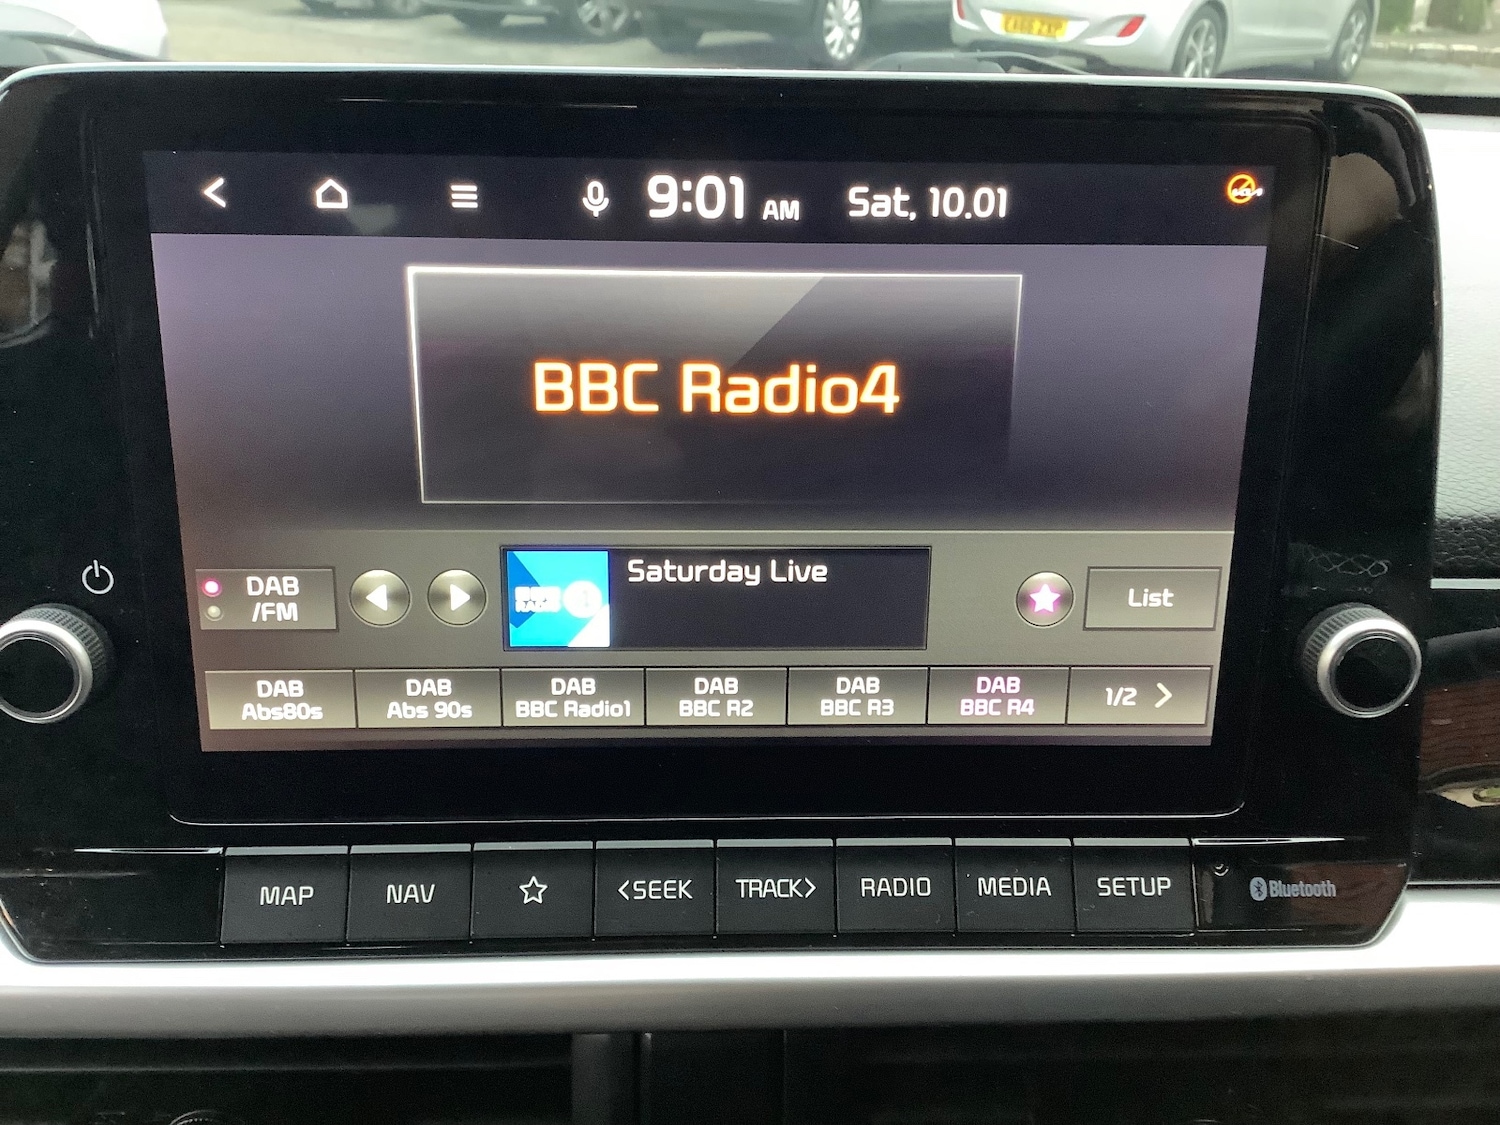 9:01 AM Sat, 10.01
BBC Radio4
DAB
/FM
Saturday Live
List
DAB
Abs80s
DAB
Abs 90s
DAB
BBC Radio1
DAB
BBC R2
DAB
BBC R3
DAB
BBC R4
1/2 >
MAP
NAV
<SEEK
TRACK>
RADIO
MEDIA
SETUP
Bluetooth